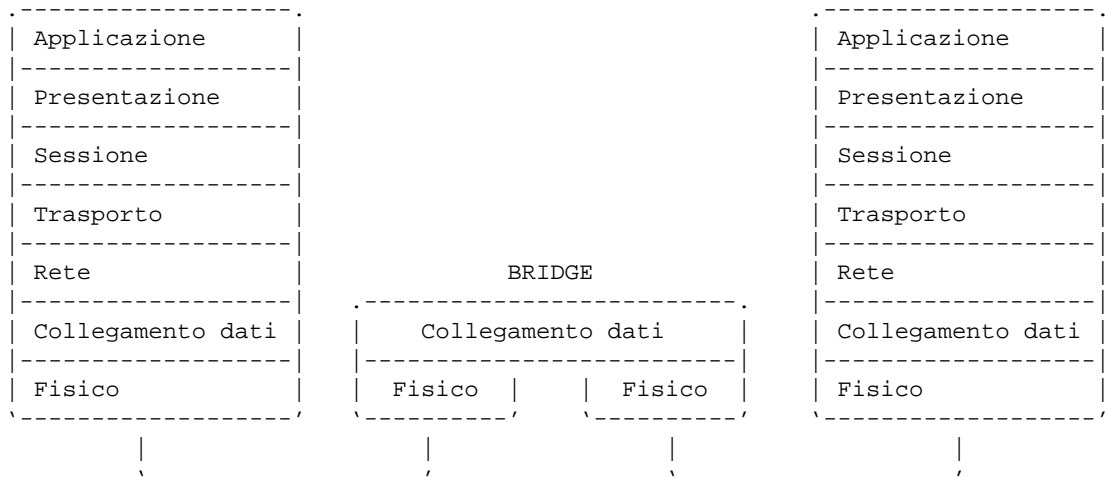 Applicazione Applicazione
Presentazione Presentazione
Sessione Sessione
Trasporto Trasporto
Rete BRIDGE Rete
Collegamento dati Collegamento dati Collegamento dati
Fisico Fisico Fisico Fisico